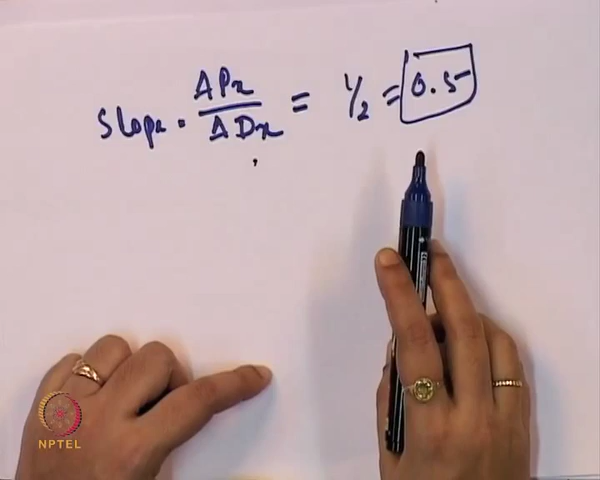 Slope = ΔPx / ΔDx = 1/2 = 0.5
NPTEL